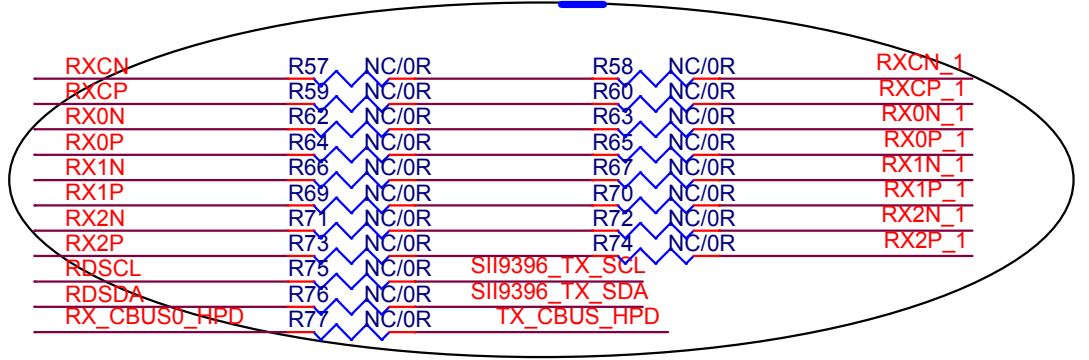 RXCN R57 NC/0R R58 NC/0R RXCN_1
RXCP R59 NC/0R R60 NC/0R RXCP_1
RX0N R62 NC/0R R63 NC/0R RX0N_1
RX0P R64 NC/0R R65 NC/0R RX0P_1
RX1N R66 NC/0R R67 NC/0R RX1N_1
RX1P R69 NC/0R R70 NC/0R RX1P_1
RX2N R71 NC/0R R72 NC/0R RX2N_1
RX2P R73 NC/0R R74 NC/0R RX2P_1
RDSCL R75 NC/0R SII9396_TX_SCL
RDSDA R76 NC/0R SII9396_TX_SDA
RX_CBUS0_HPD R77 NC/0R TX_CBUS_HPD